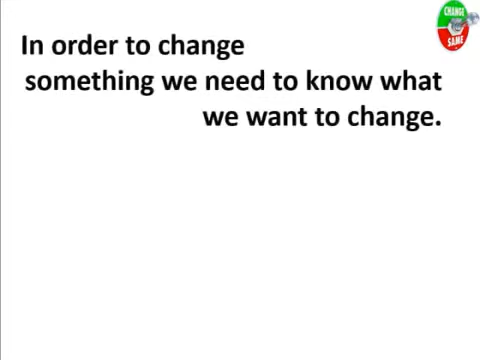 CHANGE
SAME
In order to change
something we need to know what
we want to change.